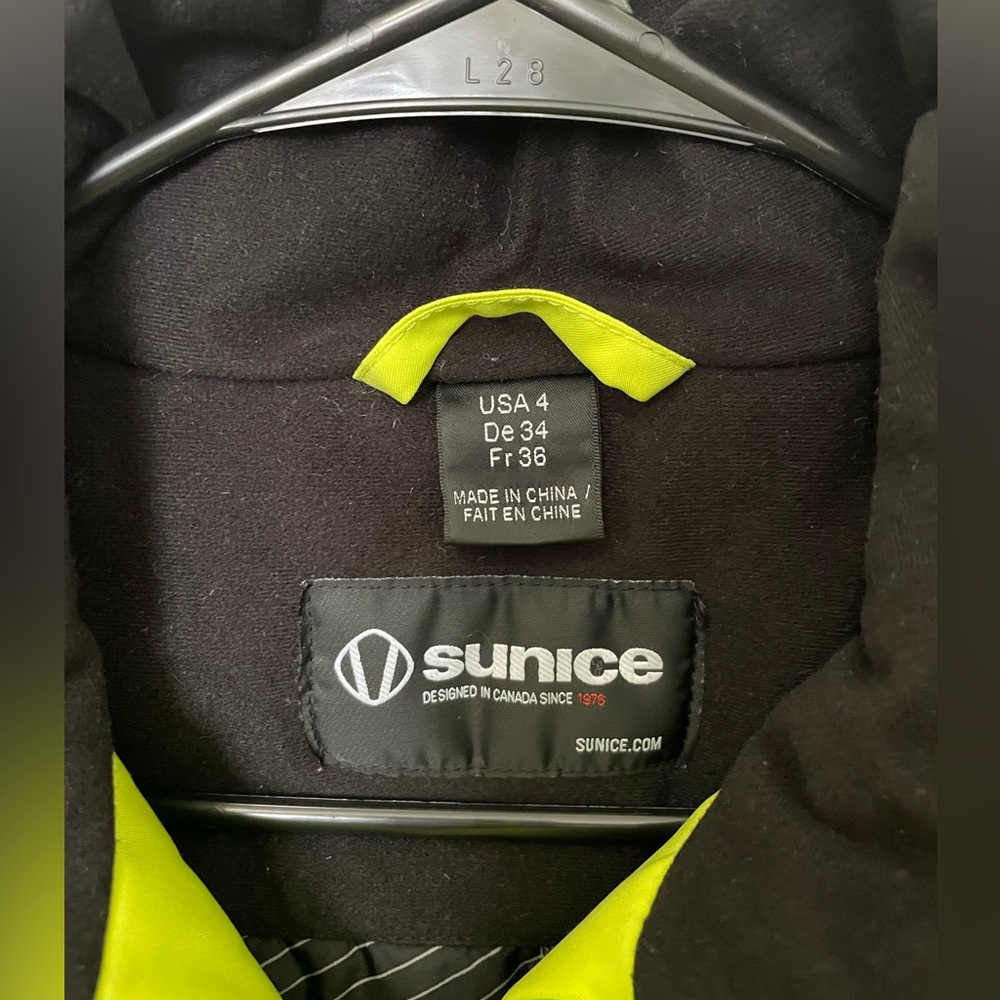 L 28
USA 4
De 34
Fr 36
MADE IN CHINA /
FAIT EN CHINE
sunice
DESIGNED IN CANADA SINCE 1976
SUNICE.COM